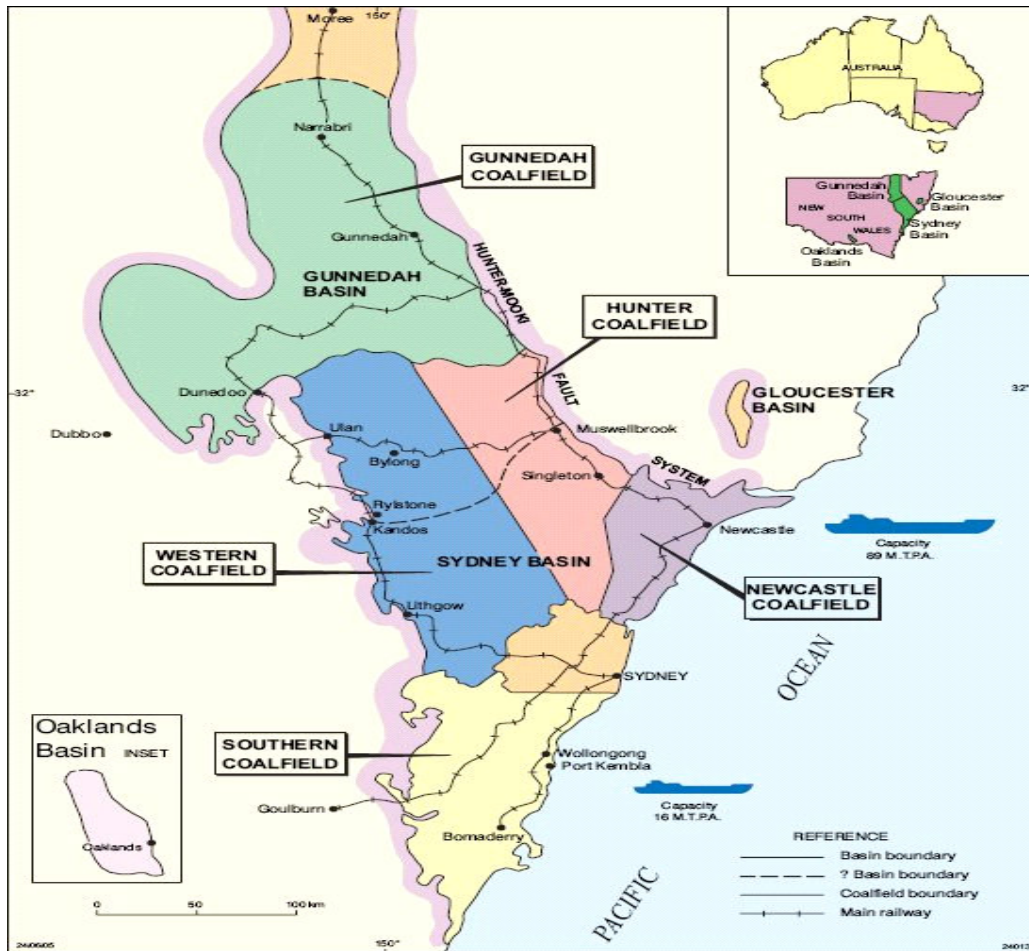 Moree
150°
Narrabri
GUNNEDAH
COALFIELD
Gunnedah
GUNNEDAH
BASIN
HUNTER-MOOKI
FAULT
SYSTEM
HUNTER
COALFIELD
AUSTRALIA
Gunnedah
Basin
Gloucester
Basin
NEW
SOUTH
WALES
Sydney
Basin
Oaklands
Basin
32°
32°
Dunedoo
GLOUCESTER
BASIN
Dubbo
Ulan
Bylong
Muswellbrook
Singleton
Rylstone
Kandos
Newcastle
Capacity
89 M.T.P.A.
WESTERN
COALFIELD
SYDNEY BASIN
NEWCASTLE
COALFIELD
Lithgow
SYDNEY
OCEAN
Oaklands
Basin INSET
Oaklands
SOUTHERN
COALFIELD
Wollongong
Port Kembla
Goulburn
Bomaderry
Capacity
16 M.T.P.A.
PACIFIC
REFERENCE
Basin boundary
? Basin boundary
Coalfield boundary
Main railway
0 50 100 km
150°
24/06/05
24013